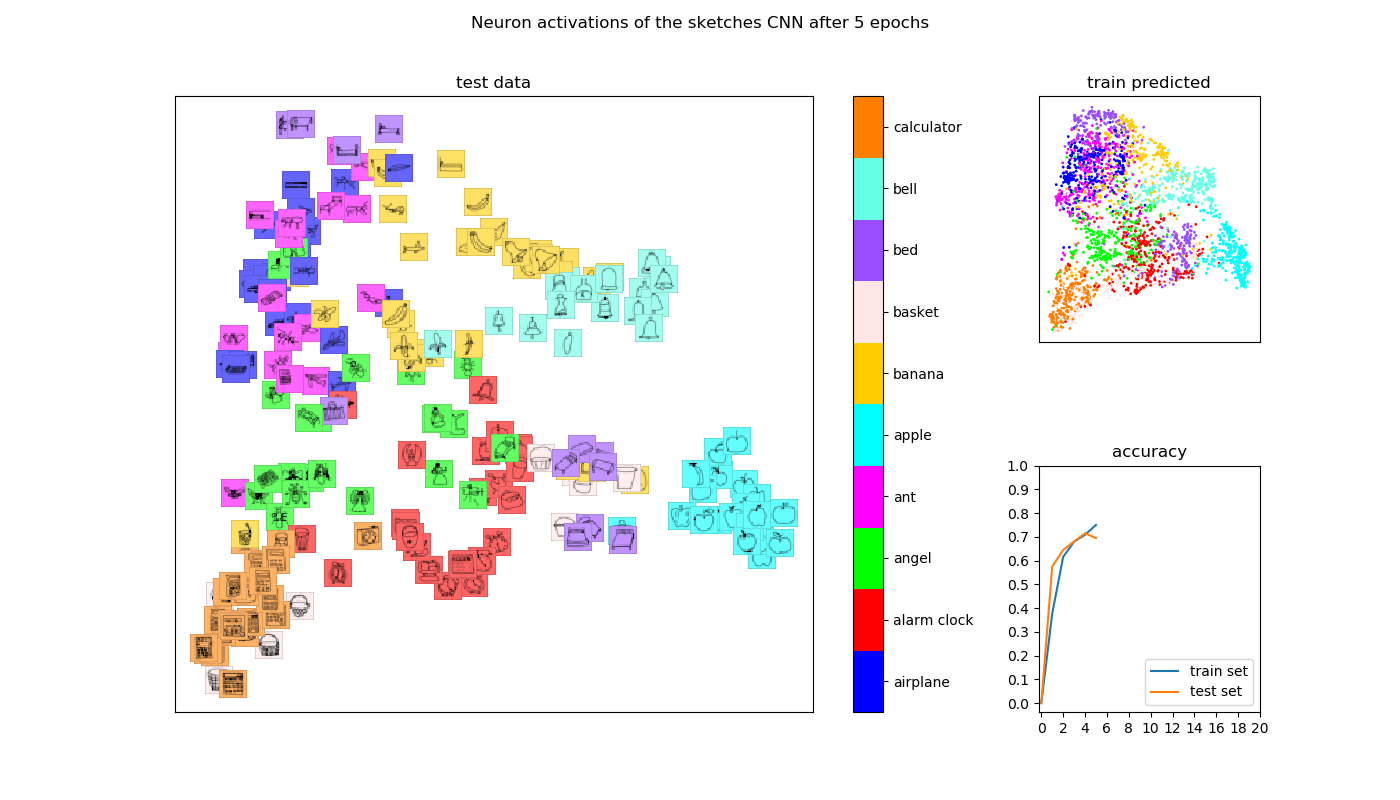 Neuron activations of the sketches CNN after 5 epochs
test data
calculator
bell
bed
basket
banana
apple
ant
angel
alarm clock
airplane
train predicted
accuracy
1.0
0.9
0.8
0.7
0.6
0.5
0.4
0.3
0.2
0.1
0.0
train set
test set
0 2 4 6 8 10 12 14 16 18 20